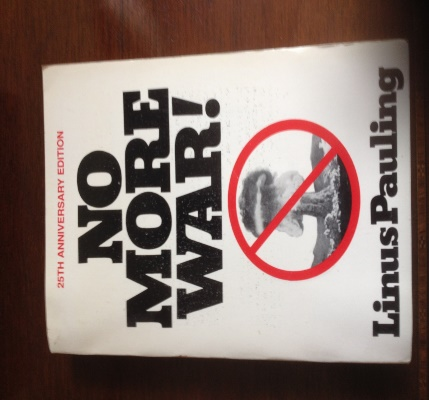 25TH ANNIVERSARY EDITION
NO
MORE
WAR!
Linus Pauling